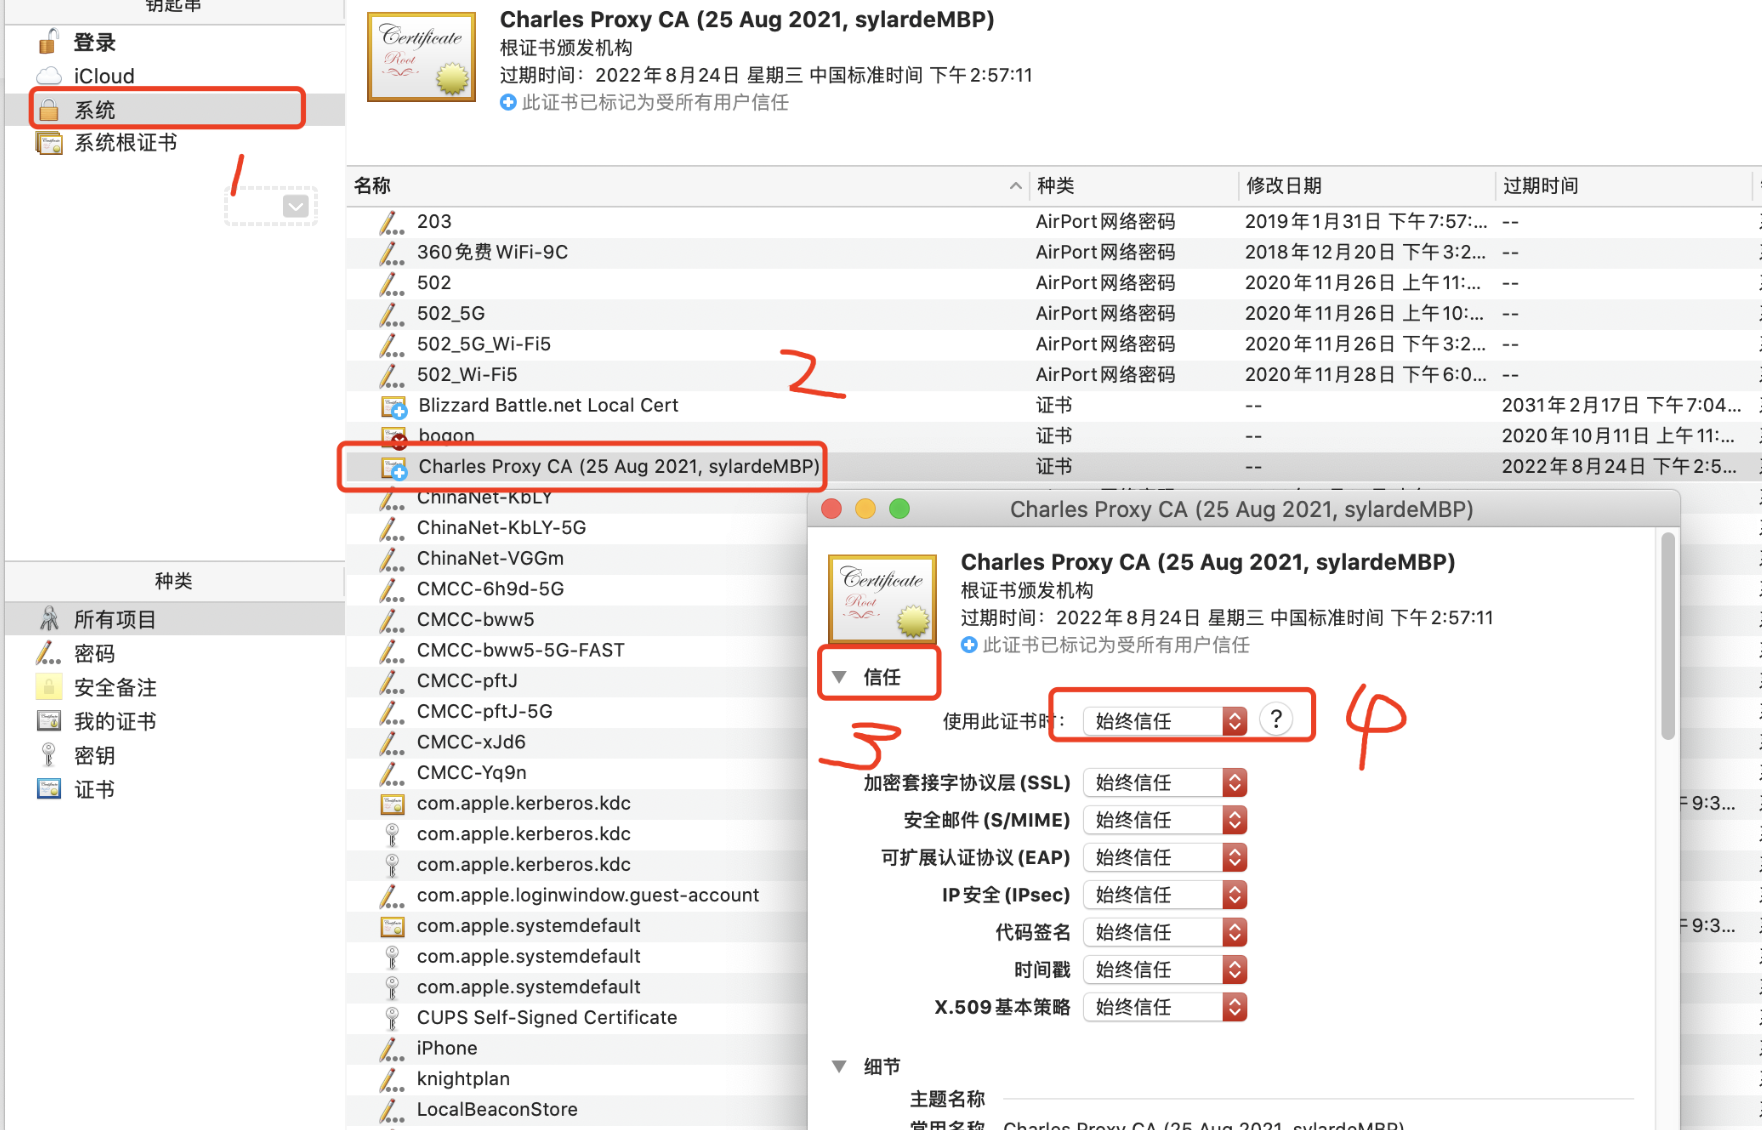 钥匙串
登录
iCloud
系统
系统根证书
1
Certificate
Root
Charles Proxy CA (25 Aug 2021, sylardeMBP)
根证书颁发机构
过期时间：2022年8月24日 星期三 中国标准时间 下午2:57:11
此证书已标记为受所有用户信任
名称 种类 修改日期 过期时间
203 AirPort网络密码 2019年1月31日 下午7:57:... --
360免费WiFi-9C AirPort网络密码 2018年12月20日 下午3:2... --
502 AirPort网络密码 2020年11月26日 上午11:... --
502_5G AirPort网络密码 2020年11月26日 上午10:... --
502_5G_Wi-Fi5 AirPort网络密码 2020年11月26日 下午3:2... --
502_Wi-Fi5 AirPort网络密码 2020年11月28日 下午6:0... --
2
Blizzard Battle.net Local Cert 证书 -- 2031年2月17日 下午7:04...
bogon 证书 -- 2020年10月11日 上午11:...
Charles Proxy CA (25 Aug 2021, sylardeMBP) 证书 -- 2022年8月24日 下午2:5...
ChinaNet-KbLY
ChinaNet-KbLY-5G
ChinaNet-VGGm
CMCC-6h9d-5G
CMCC-bww5
CMCC-bww5-5G-FAST
CMCC-pftJ
CMCC-pftJ-5G
CMCC-xJd6
CMCC-Yq9n
com.apple.kerberos.kdc
com.apple.kerberos.kdc
com.apple.kerberos.kdc
com.apple.loginwindow.guest-account
com.apple.systemdefault
com.apple.systemdefault
com.apple.systemdefault
CUPS Self-Signed Certificate
iPhone
knightplan
LocalBeaconStore
9:3...
9:3...
种类
所有项目
密码
安全备注
我的证书
密钥
证书
Charles Proxy CA (25 Aug 2021, sylardeMBP)
Certificate
Root
Charles Proxy CA (25 Aug 2021, sylardeMBP)
根证书颁发机构
过期时间：2022年8月24日 星期三 中国标准时间 下午2:57:11
此证书已标记为受所有用户信任
信任
3
使用此证书时： 始终信任 ?
4
加密套接字协议层 (SSL) 始终信任
安全邮件 (S/MIME) 始终信任
可扩展认证协议 (EAP) 始终信任
IP安全 (IPsec) 始终信任
代码签名 始终信任
时间戳 始终信任
X.509基本策略 始终信任
细节
主题名称
常用名称 Charles Proxy CA (25 Aug 2021, sylardeMBP)